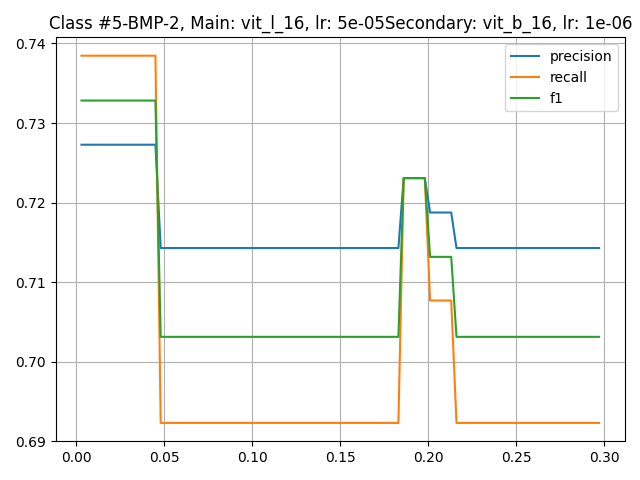 Class #5-BMP-2, Main: vit_l_16, lr: 5e-05Secondary: vit_b_16, lr: 1e-06
0.74
0.73
0.72
0.71
0.70
0.69
precision
recall
f1
0.00 0.05 0.10 0.15 0.20 0.25 0.30